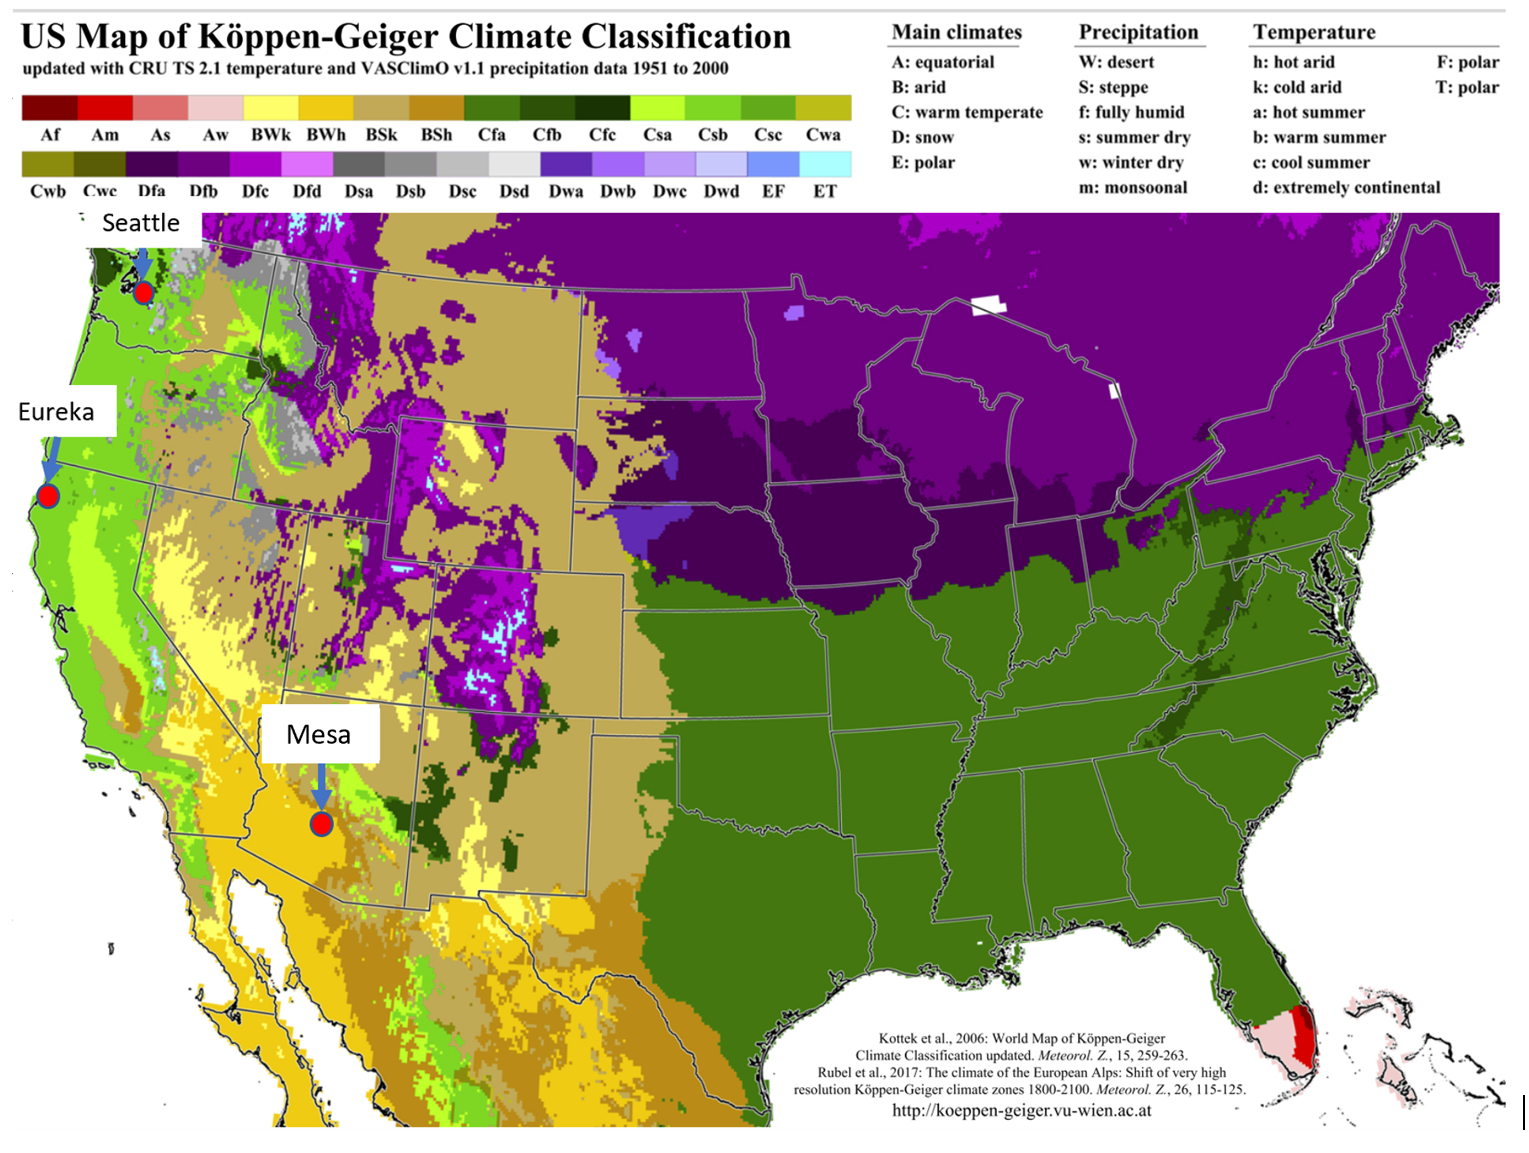 US Map of Köppen-Geiger Climate Classification
updated with CRU TS 2.1 temperature and VASClimO v1.1 precipitation data 1951 to 2000
Af Am As Aw BWk BWh BSk BSh Cfa Cfb Cfc Csa Csb Csc Cwa
Cwb Cwc Dfa Dfb Dfc Dfd Dsa Dsb Dsc Dsd Dwa Dwb Dwc Dwd EF ET
Main climates
A: equatorial
B: arid
C: warm temperate
D: snow
E: polar
Precipitation
W: desert
S: steppe
f: fully humid
s: summer dry
w: winter dry
m: monsoonal
Temperature
h: hot arid
k: cold arid
a: hot summer
b: warm summer
c: cool summer
d: extremely continental
F: polar
T: polar
Seattle
Eureka
Mesa
Kottek et al., 2006: World Map of Köppen-Geiger
Climate Classification updated. Meteorol. Z., 15, 259-263.
Rubel et al., 2017: The climate of the European Alps: Shift of very high
resolution Köppen-Geiger climate zones 1800-2100. Meteorol. Z., 26, 115-125.
http://koeppen-geiger.vu-wien.ac.at